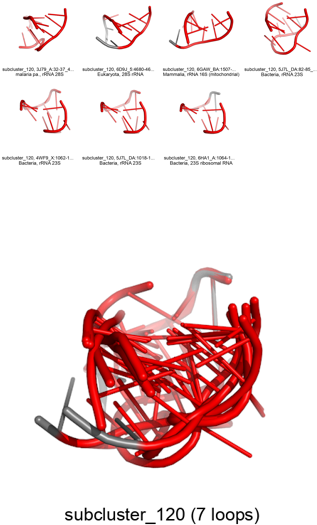 subcluster_120, 3J79_A:32-37_4...
malaria pa., rRNA 28S
subcluster_120, 6D9J_5:4680-46...
Eukaryota, 28S rRNA
subcluster_120, 6GAW_BA:1507-...
Mammalia, rRNA 16S (mitochondrial)
subcluster_120, 5J7L_DA:82-85_...
Bacteria, rRNA 23S
subcluster_120, 4WF9_X:1062-1...
Bacteria, rRNA 23S
subcluster_120, 5J7L_DA:1018-1...
Bacteria, rRNA 23S
subcluster_120, 6HA1_A:1064-1...
Bacteria, 23S ribosomal RNA
subcluster_120 (7 loops)